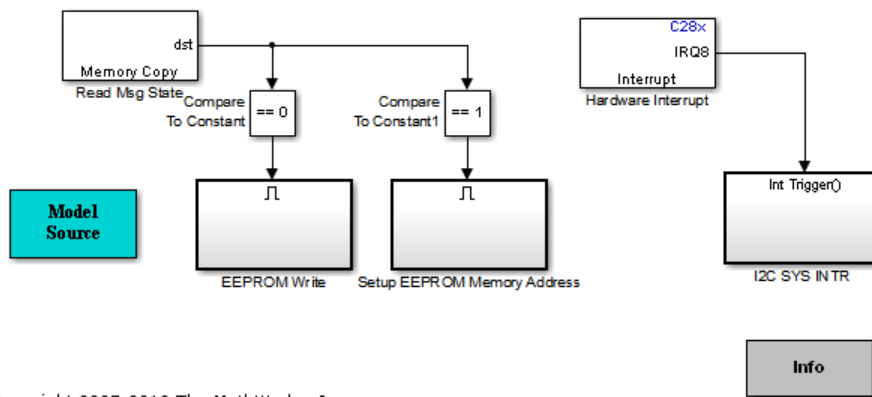 dst
Memory Copy
Read Msg State
Compare
To Constant
== 0
Compare
To Constant1
== 1
C28x
IRQ8
Interrupt
Hardware Interrupt
Model
Source
EEPROM Write
Setup EEPROM Memory Address
Int Trigger()
I2C SYS INTR
Info